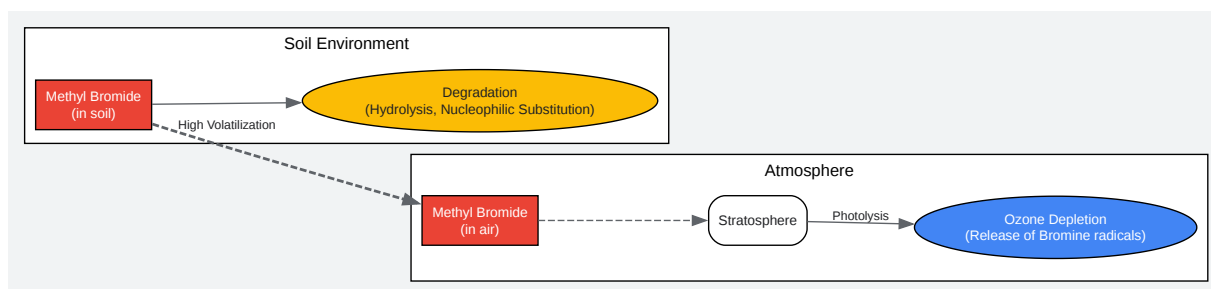 Soil Environment
Methyl Bromide
(in soil)
Degradation
(Hydrolysis, Nucleophilic Substitution)
High Volatilization
Atmosphere
Methyl Bromide
(in air)
Stratosphere
Photolysis
Ozone Depletion
(Release of Bromine radicals)